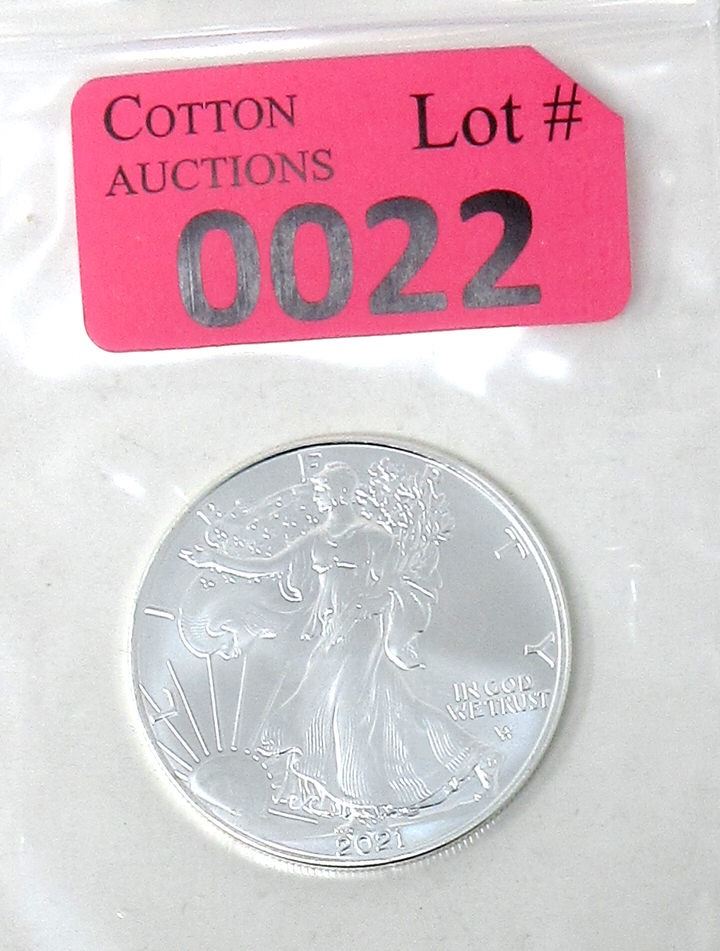 COTTON
AUCTIONS
Lot #
0022
LIBERTY
IN GOD
WE TRUST
2021